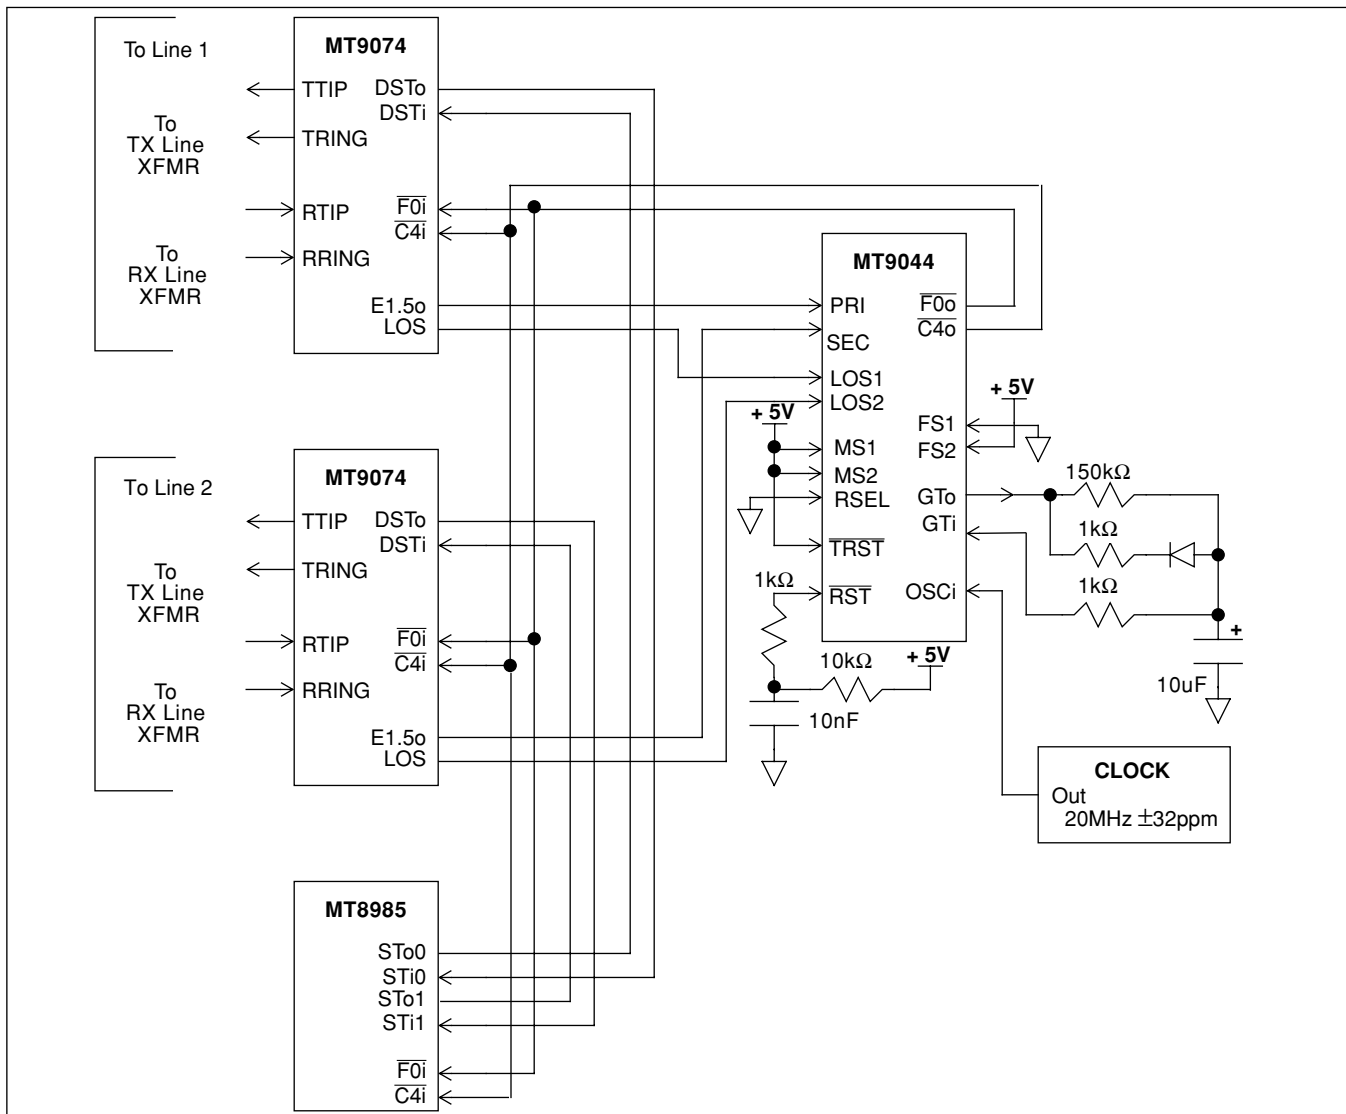 To Line 1
MT9074
TTIP
DSTo
DSTi
To
TX Line
XFMR
TRING
RTIP
F0i
C4i
To
RX Line
XFMR
RRING
E1.5o
LOS
MT9044
PRI
F0o
SEC
C4o
LOS1
LOS2
+ 5V
+ 5V
FS1
FS2
MS1
MS2
RSEL
GTo
GTi
150kΩ
1kΩ
TRST
1kΩ
1kΩ
RST
OSCi
10kΩ
+ 5V
+
10uF
10nF
CLOCK
Out
20MHz ±32ppm
To Line 2
MT9074
TTIP
DSTo
DSTi
To
TX Line
XFMR
TRING
RTIP
F0i
C4i
To
RX Line
XFMR
RRING
E1.5o
LOS
MT8985
STo0
STi0
STo1
STi1
F0i
C4i